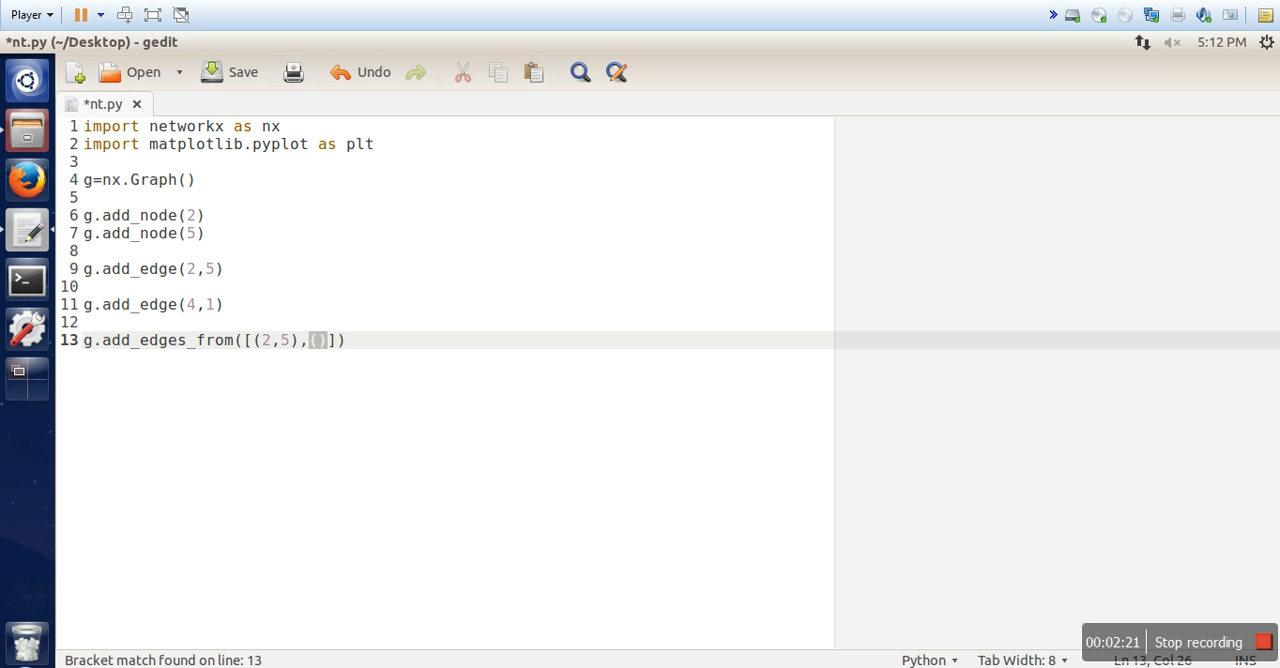 Player
5:12 PM
*nt.py (~/Desktop) - gedit
Open Save Undo
*nt.py
1 import networkx as nx
2 import matplotlib.pyplot as plt
3
4 g=nx.Graph()
5
6 g.add_node(2)
7 g.add_node(5)
8
9 g.add_edge(2,5)
10
11 g.add_edge(4,1)
12
13 g.add_edges_from([(2,5),()])
00:02:21 Stop recording
Bracket match found on line: 13 Python Tab Width: 8 Ln 13, Col 26 INS